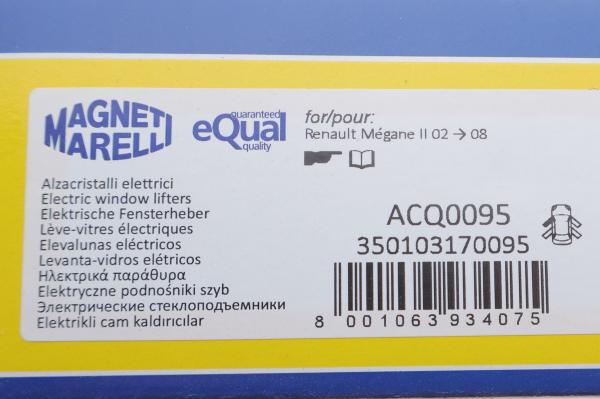 MAGNETI
MARELLI
guaranteed
eQual
quality
for/pour:
Renault Mégane II 02 → 08
Alzacristalli elettrici
Electric window lifters
Elektrische Fensterheber
Lève-vitres électriques
Elevalunas eléctricos
Levanta-vidros elétricos
Ηλεκτρικά παράθυρα
Elektryczne podnośniki szyb
Электрические стеклоподъемники
Elektrikli cam kaldırıcılar
ACQ0095
350103170095
8 001063 934075